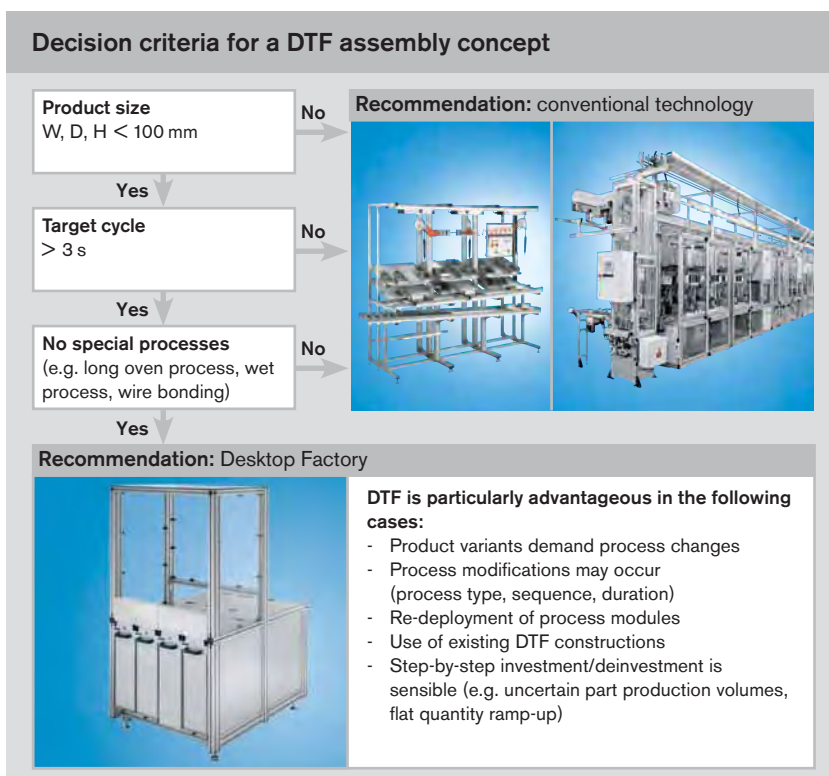 Decision criteria for a DTF assembly concept
Product size
W, D, H < 100 mm
No
Recommendation: conventional technology
Yes
Target cycle
> 3 s
No
Yes
No special processes
(e.g. long oven process, wet
process, wire bonding)
No
Yes
Recommendation: Desktop Factory
DTF is particularly advantageous in the following
cases:
- Product variants demand process changes
- Process modifications may occur
(process type, sequence, duration)
- Re-deployment of process modules
- Use of existing DTF constructions
- Step-by-step investment/deinvestment is
sensible (e.g. uncertain part production volumes,
flat quantity ramp-up)